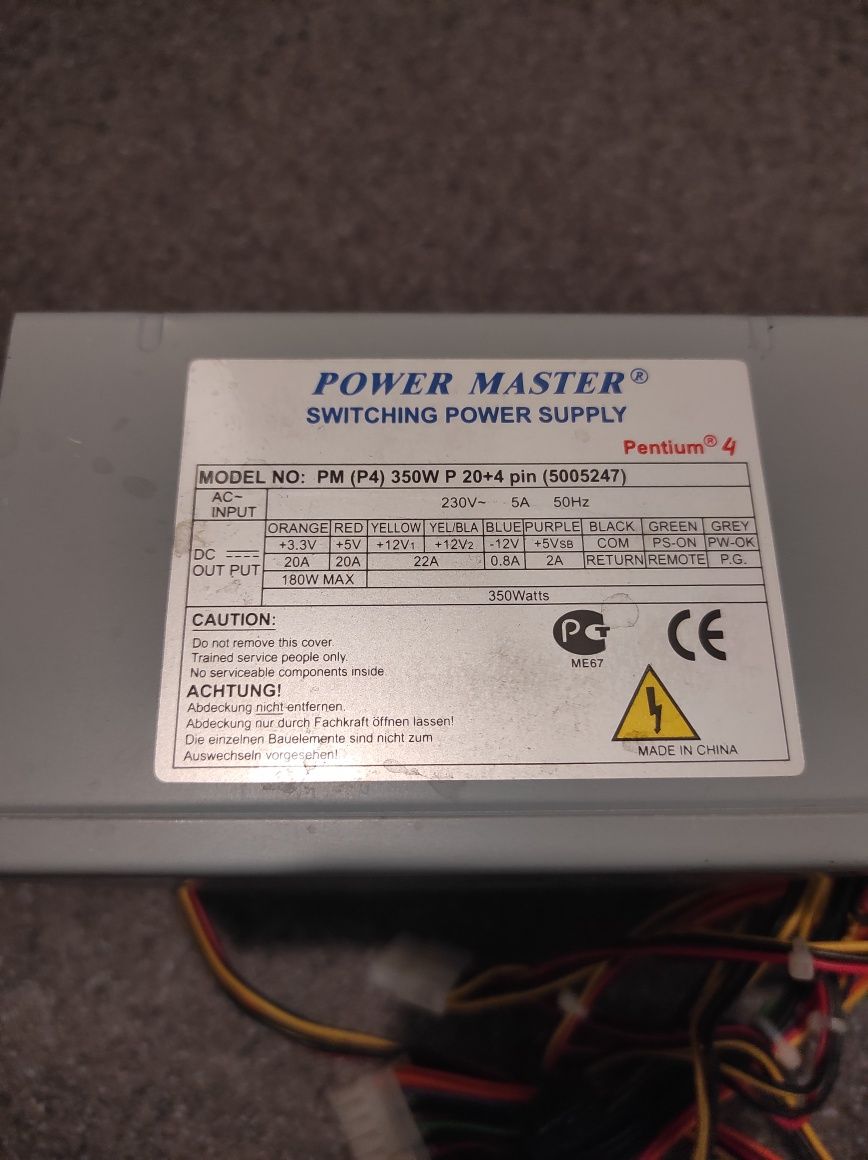 POWER MASTER®
SWITCHING POWER SUPPLY
Pentium® 4
MODEL NO: PM (P4) 350W P 20+4 pin (5005247)
AC~ INPUT 230V~ 5A 50Hz
ORANGE RED YELLOW YEL/BLA BLUE PURPLE BLACK GREEN GREY
+3.3V +5V +12V1 +12V2 -12V +5VSB COM PS-ON PW-OK
DC OUT PUT 20A 20A 22A 0.8A 2A RETURN REMOTE P.G.
180W MAX
350Watts
CAUTION:
Do not remove this cover.
Trained service people only.
No serviceable components inside.
ACHTUNG!
Abdeckung nicht entfernen.
Abdeckung nur durch Fachkraft öffnen lassen!
Die einzelnen Bauelemente sind nicht zum
Auswechseln vorgesehen!
РСТ
ME67
CE
MADE IN CHINA